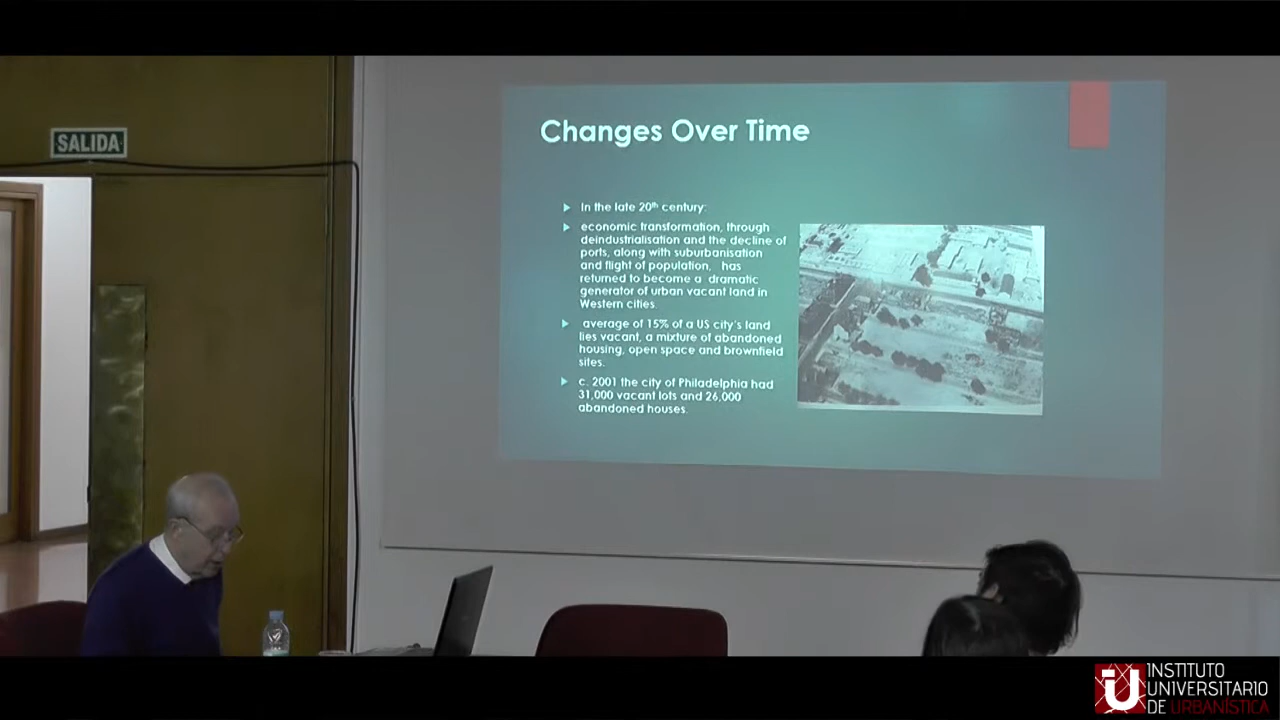 SALIDA
Changes Over Time
In the late 20th century:
economic transformation, through
deindustrialisation and the decline of
ports, along with suburbanisation
and flight of population, has
returned to become a dramatic
generator of urban vacant land in
Western cities.
average of 15% of a US city's land
lies vacant, a mixture of abandoned
housing, open space and brownfield
sites.
c. 2001 the city of Philadelphia had
31,000 vacant lots and 26,000
abandoned houses.
IU INSTITUTO
UNIVERSITARIO
DE URBANÍSTICA